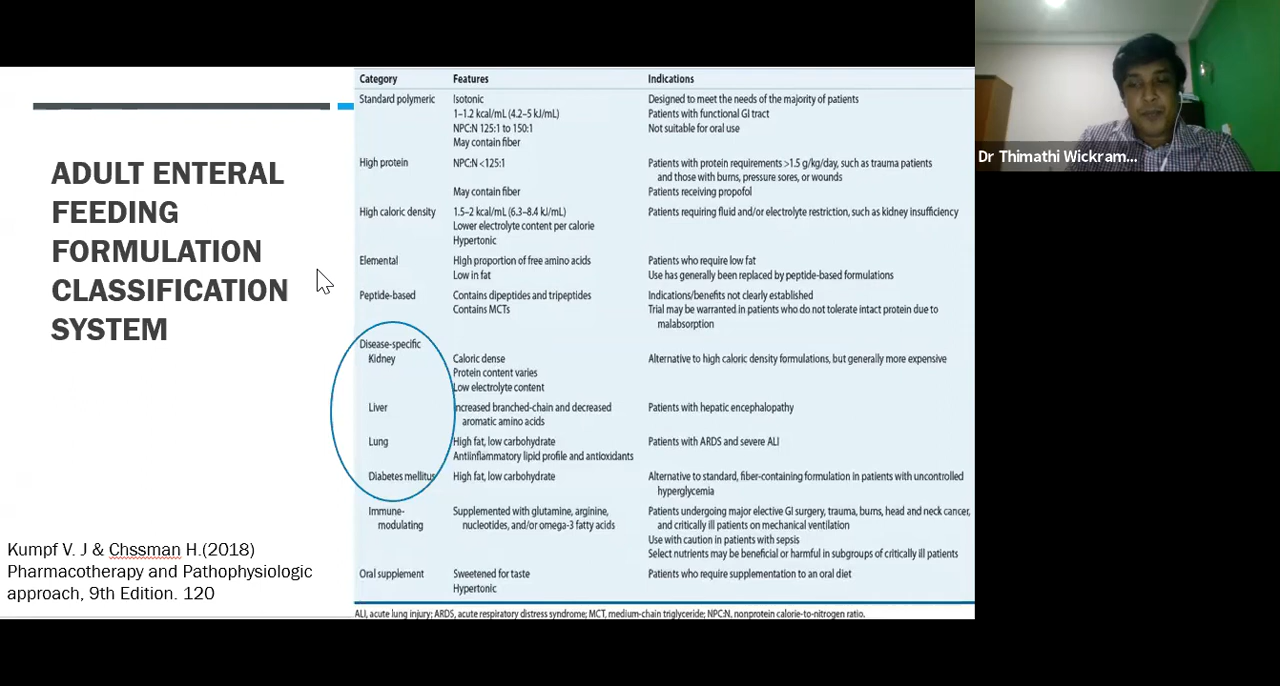 ADULT ENTERAL
FEEDING
FORMULATION
CLASSIFICATION
SYSTEM
Kumpf V. J & Chssman H.(2018)
Pharmacotherapy and Pathophysiologic
approach, 9th Edition. 120
Category Features Indications
Standard polymeric Isotonic Designed to meet the needs of the majority of patients
1–1.2 kcal/mL (4.2–5 kJ/mL) Patients with functional GI tract
NPC:N 125:1 to 150:1 Not suitable for oral use
May contain fiber
High protein NPC:N <125:1 Patients with protein requirements >1.5 g/kg/day, such as trauma patients
and those with burns, pressure sores, or wounds
May contain fiber Patients receiving propofol
High caloric density 1.5–2 kcal/mL (6.3–8.4 kJ/mL) Patients requiring fluid and/or electrolyte restriction, such as kidney insufficiency
Lower electrolyte content per calorie
Hypertonic
Elemental High proportion of free amino acids Patients who require low fat
Low in fat Use has generally been replaced by peptide-based formulations
Peptide-based Contains dipeptides and tripeptides Indications/benefits not clearly established
Contains MCTs Trial may be warranted in patients who do not tolerate intact protein due to
malabsorption
Disease-specific
Kidney Caloric dense Alternative to high caloric density formulations, but generally more expensive
Protein content varies
Low electrolyte content
Liver Increased branched-chain and decreased Patients with hepatic encephalopathy
aromatic amino acids
Lung High fat, low carbohydrate Patients with ARDS and severe ALI
Antiinflammatory lipid profile and antioxidants
Diabetes mellitus High fat, low carbohydrate Alternative to standard, fiber-containing formulation in patients with uncontrolled
hyperglycemia
Immune- Supplemented with glutamine, arginine, Patients undergoing major elective GI surgery, trauma, burns, head and neck cancer,
modulating nucleotides, and/or omega-3 fatty acids and critically ill patients on mechanical ventilation
Use with caution in patients with sepsis
Select nutrients may be beneficial or harmful in subgroups of critically ill patients
Oral supplement Sweetened for taste Patients who require supplementation to an oral diet
Hypertonic
ALI, acute lung injury; ARDS, acute respiratory distress syndrome; MCT, medium-chain triglyceride; NPC:N, nonprotein calorie-to-nitrogen ratio.
Dr Thimathi Wickram...